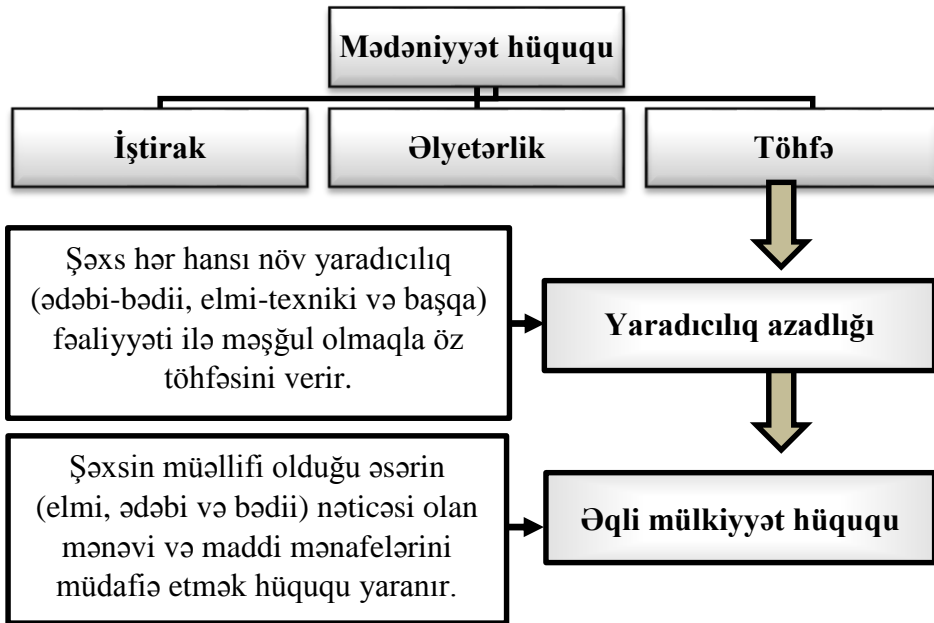 Mədəniyyət hüququ
İştirak
Əlyetərlik
Töhfə
Şəxs hər hansı növ yaradıcılıq
(ədəbi-bədii, elmi-texniki və başqa)
fəaliyyəti ilə məşğul olmaqla öz
töhfəsini verir.
Yaradıcılıq azadlığı
Şəxsin müəllifi olduğu əsərin
(elmi, ədəbi və bədii) nəticəsi olan
mənəvi və maddi mənafelərini
müdafiə etmək hüququ yaranır.
Əqli mülkiyyət hüququ